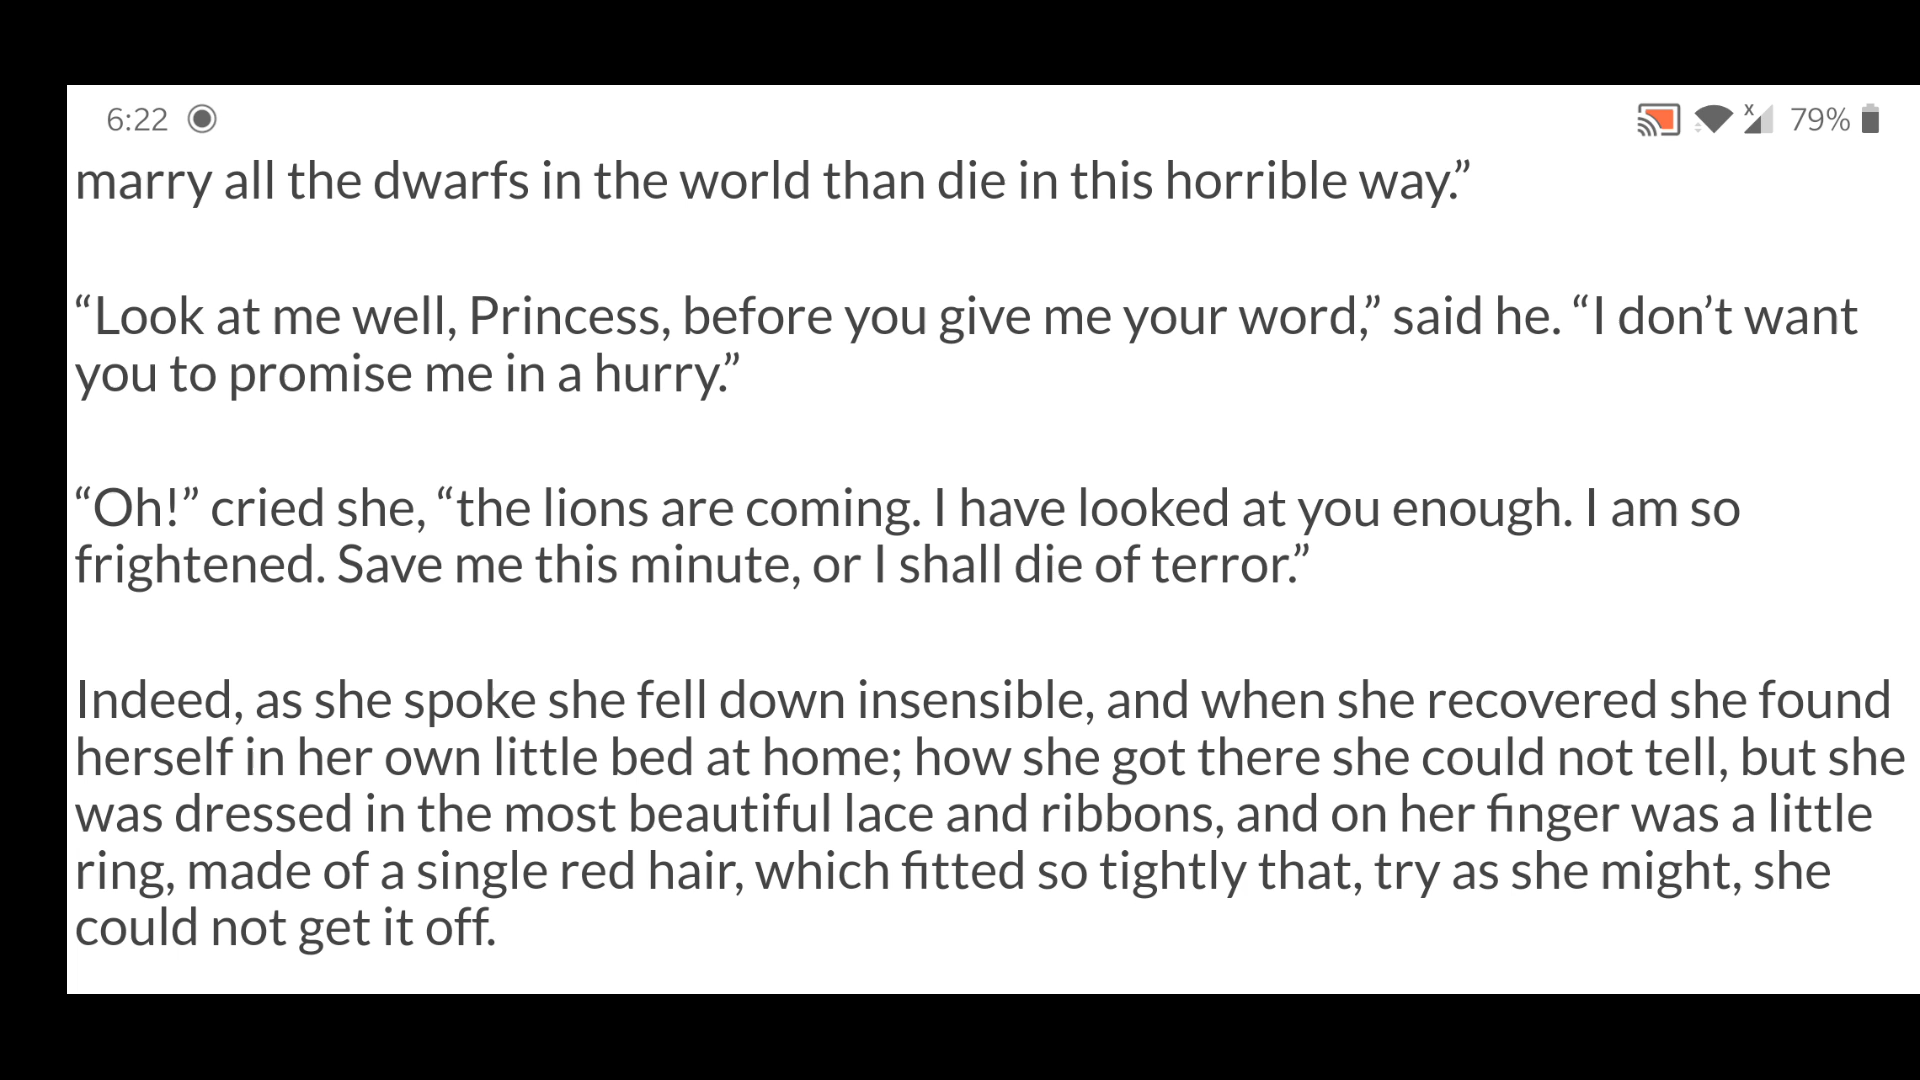 6:22 79%
marry all the dwarfs in the world than die in this horrible way.”
“Look at me well, Princess, before you give me your word,” said he. “I don’t want
you to promise me in a hurry.”
“Oh!” cried she, “the lions are coming. I have looked at you enough. I am so
frightened. Save me this minute, or I shall die of terror.”
Indeed, as she spoke she fell down insensible, and when she recovered she found
herself in her own little bed at home; how she got there she could not tell, but she
was dressed in the most beautiful lace and ribbons, and on her finger was a little
ring, made of a single red hair, which fitted so tightly that, try as she might, she
could not get it off.